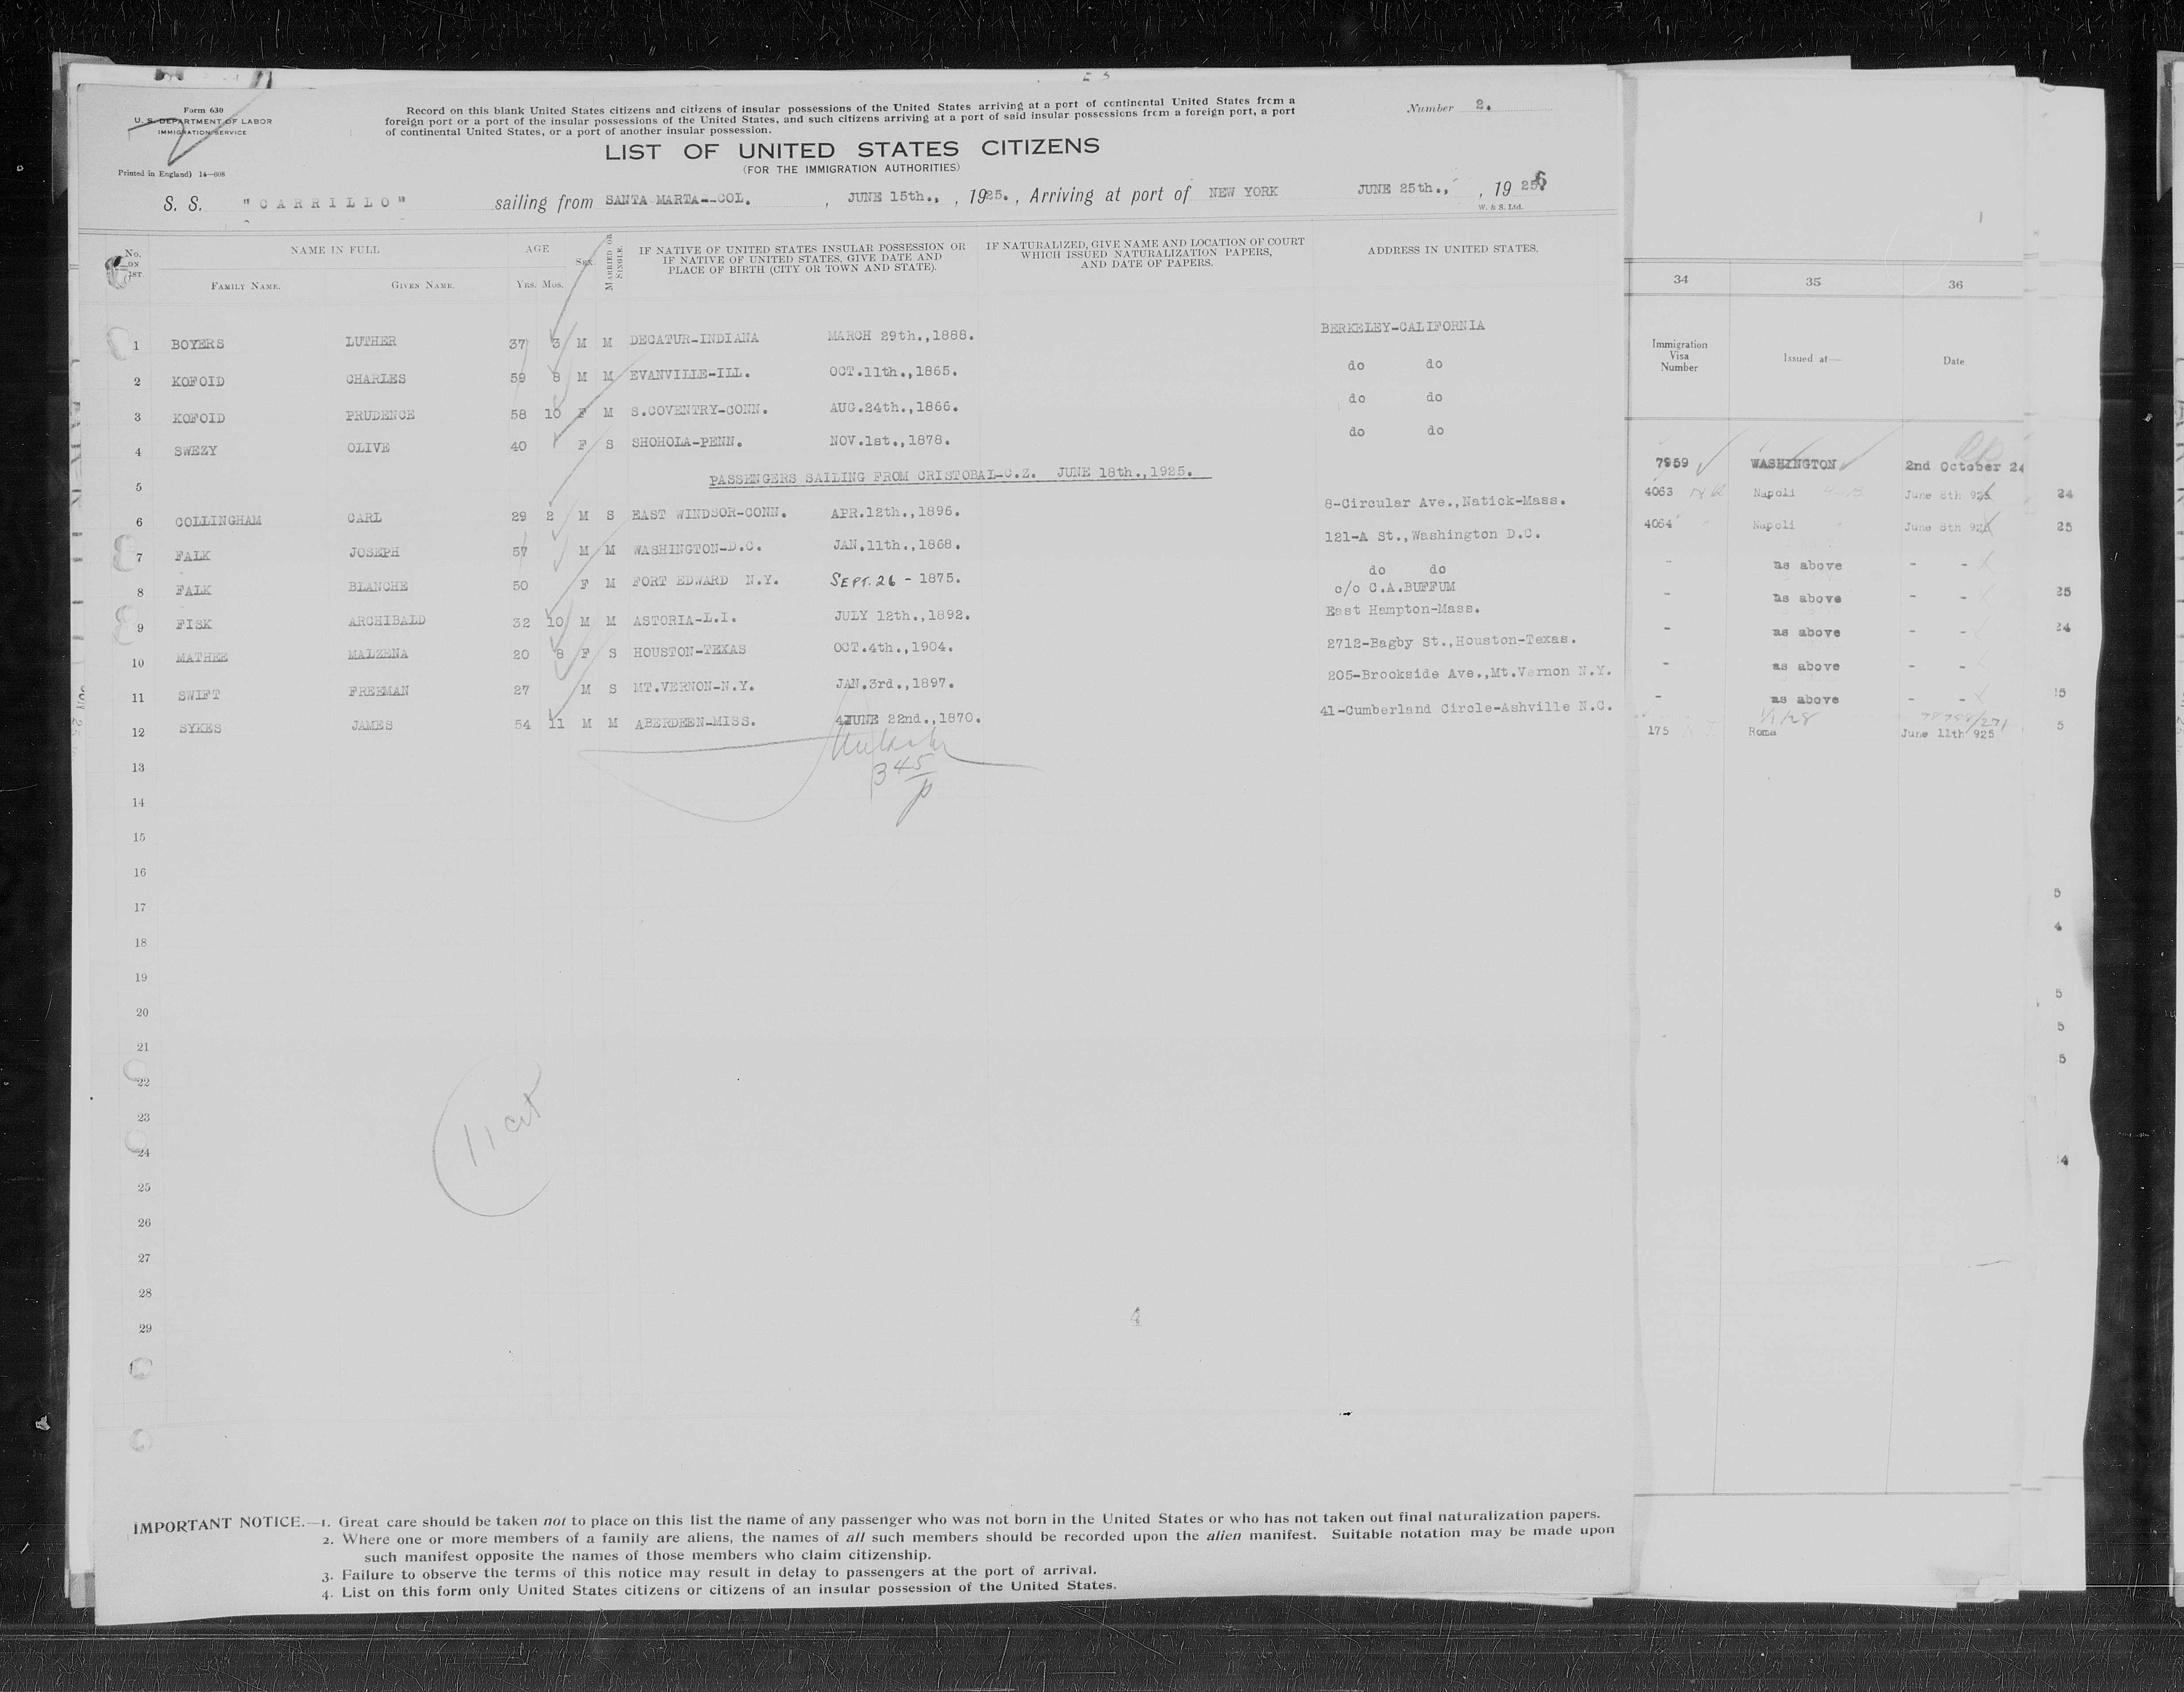 Form 630
U. S. DEPARTMENT OF LABOR
IMMIGRATION SERVICE
Printed in England) 14—608
Record on this blank United States citizens and citizens of insular possessions of the United States arriving at a port of continental United States from a
foreign port or a port of the insular possessions of the United States, and such citizens arriving at a port of said insular possessions from a foreign port, a port
of continental United States, or a port of another insular possession.
Number 2.
LIST OF UNITED STATES CITIZENS
(FOR THE IMMIGRATION AUTHORITIES)
S. S. "CARRILLO" sailing from SANTA MARTA--COL. , JUNE 15th., , 1925. , Arriving at port of NEW YORK JUNE 25th., , 1925.
W. & S. Ltd.
No. ON LIST. NAME IN FULL AGE SEX. MARRIED OR SINGLE. IF NATIVE OF UNITED STATES INSULAR POSSESSION OR IF NATIVE OF UNITED STATES, GIVE DATE AND PLACE OF BIRTH (CITY OR TOWN AND STATE). IF NATURALIZED, GIVE NAME AND LOCATION OF COURT WHICH ISSUED NATURALIZATION PAPERS, AND DATE OF PAPERS. ADDRESS IN UNITED STATES.
FAMILY NAME. GIVEN NAME. YRS. MOS.
1 BOYERS LUTHER 37 3 M M DECATUR-INDIANA MARCH 29th.,1888. BERKELEY-CALIFORNIA
2 KOFOID CHARLES 59 8 M M EVANVILLE-ILL. OCT.11th.,1865. do do
3 KOFOID PRUDENCE 58 10 F M S.COVENTRY-CONN. AUG.24th.,1866. do do
4 SWEZY OLIVE 40 F S SHOHOLA-PENN. NOV.1st.,1878. do do
5 PASSENGERS SAILING FROM CRISTOBAL-C.Z. JUNE 18th.,1925.
6 COLLINGHAM CARL 29 2 M S EAST WINDSOR-CONN. APR.12th.,1896. 8-Circular Ave.,Natick-Mass.
7 FALK JOSEPH 57 M M WASHINGTON-D.C. JAN.11th.,1868. 121-A St.,Washington D.C.
8 FALK BLANCHE 50 F M FORT EDWARD N.Y. SEPT. 26 - 1875. do do
c/o C.A.BUFFUM
9 FISK ARCHIBALD 32 10 M M ASTORIA-L.I. JULY 12th.,1892. East Hampton-Mass.
10 MATHEE MALZENA 20 8 F S HOUSTON-TEXAS OCT.4th.,1904. 2712-Bagby St.,Houston-Texas.
11 SWIFT FREEMAN 27 M S MT.VERNON-N.Y. JAN.3rd.,1897. 205-Brookside Ave.,Mt.Vernon N.Y.
12 SYKES JAMES 54 11 M M ABERDEEN-MISS. JUNE 22nd.,1870. 41-Cumberland Circle-Ashville N.C.
3 45 p
13
14
15
16
17
18
19
20
21
22
23
24
25
26
27
28
29
11 cit
4
IMPORTANT NOTICE.—1. Great care should be taken not to place on this list the name of any passenger who was not born in the United States or who has not taken out final naturalization papers.
2. Where one or more members of a family are aliens, the names of all such members should be recorded upon the alien manifest. Suitable notation may be made upon
such manifest opposite the names of those members who claim citizenship.
3. Failure to observe the terms of this notice may result in delay to passengers at the port of arrival.
4. List on this form only United States citizens or citizens of an insular possession of the United States.
34 35 36
Immigration Visa Number Issued at— Date
7959 WASHINGTON 2nd October 24
4063 Napoli June 8th 925
4064 Napoli June 8th 925
- as above - -
- as above - -
- as above - -
- as above - -
- as above - -
175 Roma June 11th 925
24
25
25
24
25
5
5
4
5
5
5
4